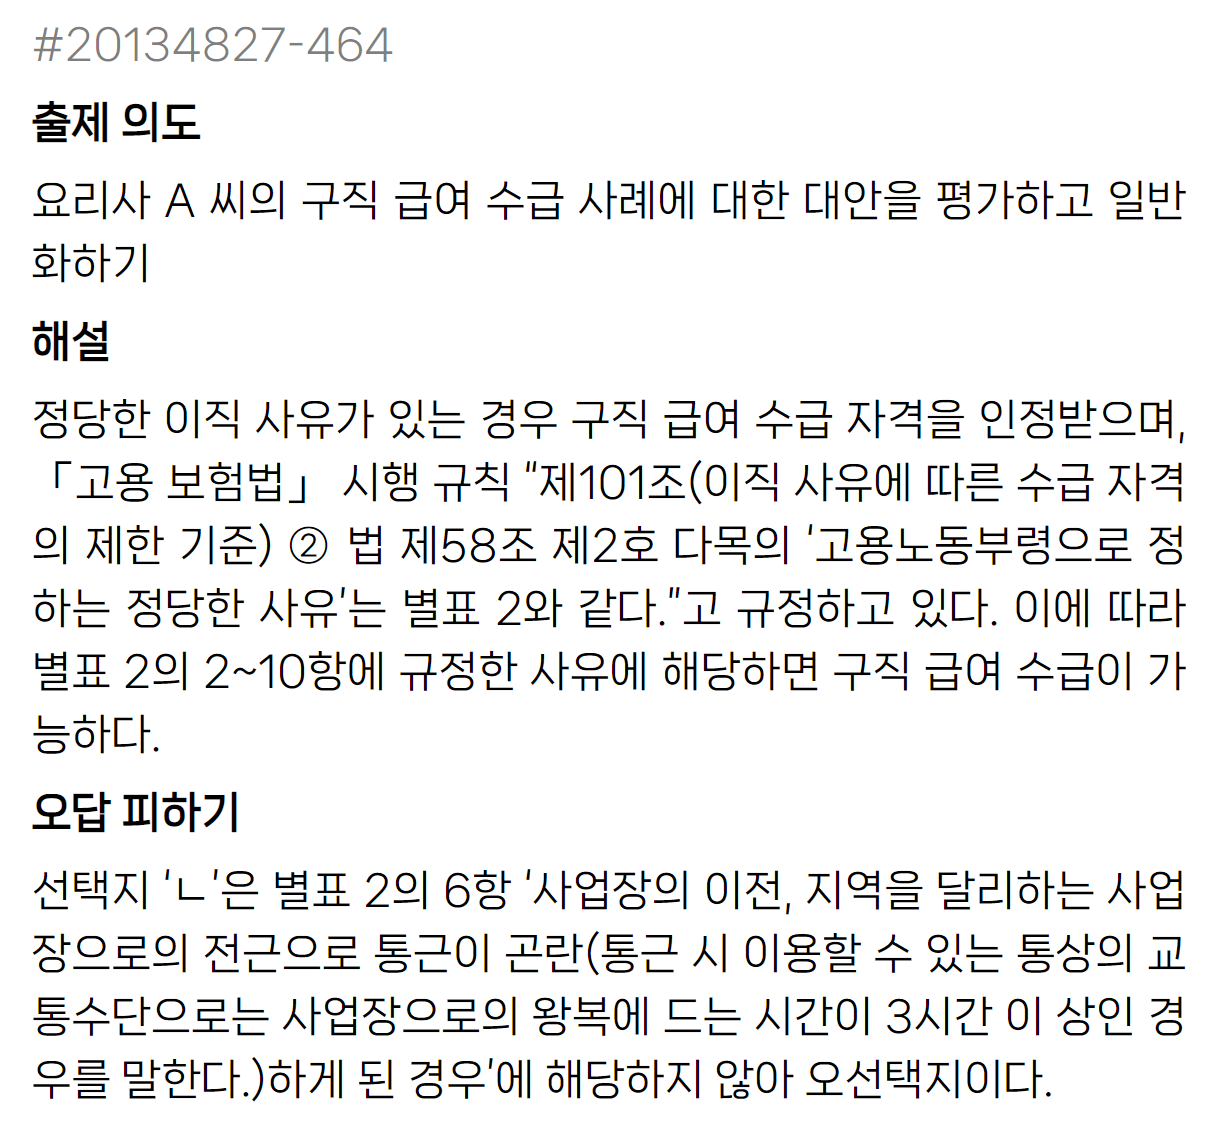 #20134827-464
출제 의도
요리사 A 씨의 구직 급여 수급 사례에 대한 대안을 평가하고 일반
화하기
해설
정당한 이직 사유가 있는 경우 구직 급여 수급 자격을 인정받으며,
「고용 보험법」 시행 규칙 "제101조(이직 사유에 따른 수급 자격
의 제한 기준) ② 법 제58조 제2호 다목의 '고용노동부령으로 정
하는 정당한 사유'는 별표 2와 같다."고 규정하고 있다. 이에 따라
별표 2의 2~10항에 규정한 사유에 해당하면 구직 급여 수급이 가
능하다.
오답 피하기
선택지 'ㄴ'은 별표 2의 6항 '사업장의 이전, 지역을 달리하는 사업
장으로의 전근으로 통근이 곤란(통근 시 이용할 수 있는 통상의 교
통수단으로는 사업장으로의 왕복에 드는 시간이 3시간 이 상인 경
우를 말한다.)하게 된 경우'에 해당하지 않아 오선택지이다.